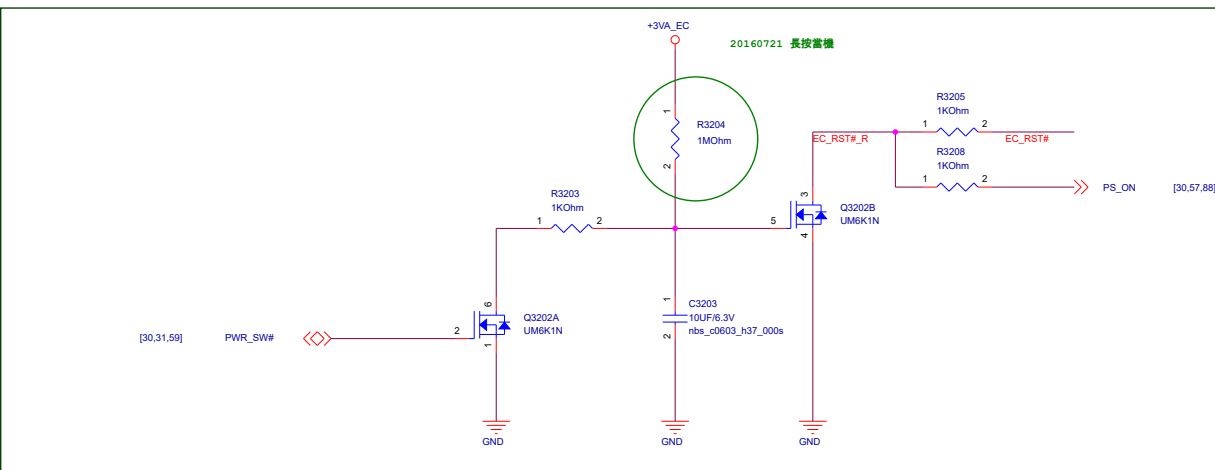 +3VA_EC
20160721 長按當機
1
R3204
1MOhm
2
R3205
1KOhm
1
2
EC_RST#_R
EC_RST#
R3208
1KOhm
1
2
PS_ON
[30,57,88]
R3203
1KOhm
1
2
3
5
Q3202B
UM6K1N
4
6
Q3202A
UM6K1N
2
1
[30,31,59]
PWR_SW#
1
C3203
10UF/6.3V
nbs_c0603_h37_000s
2
GND
GND
GND